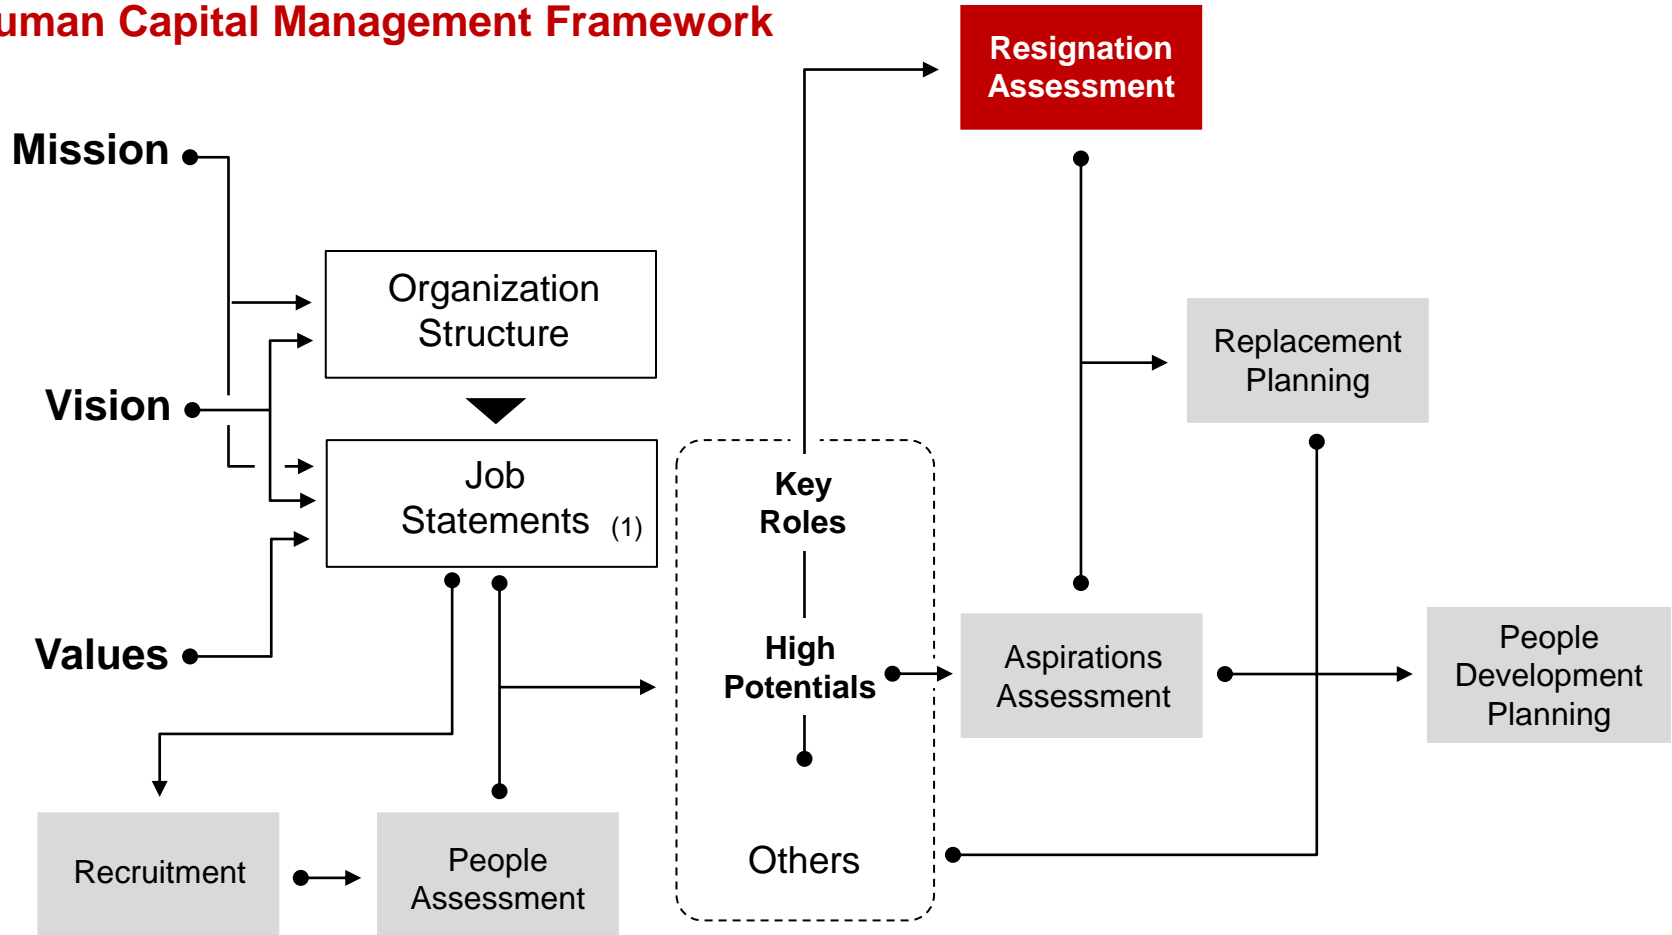 uman Capital Management Framework
Resignation
Assessment
Mission
Organization
Structure
Replacement
Planning
Vision
Job
Statements (1)
Key
Roles
Values
High
Potentials
Aspirations
Assessment
People
Development
Planning
Recruitment
People
Assessment
Others